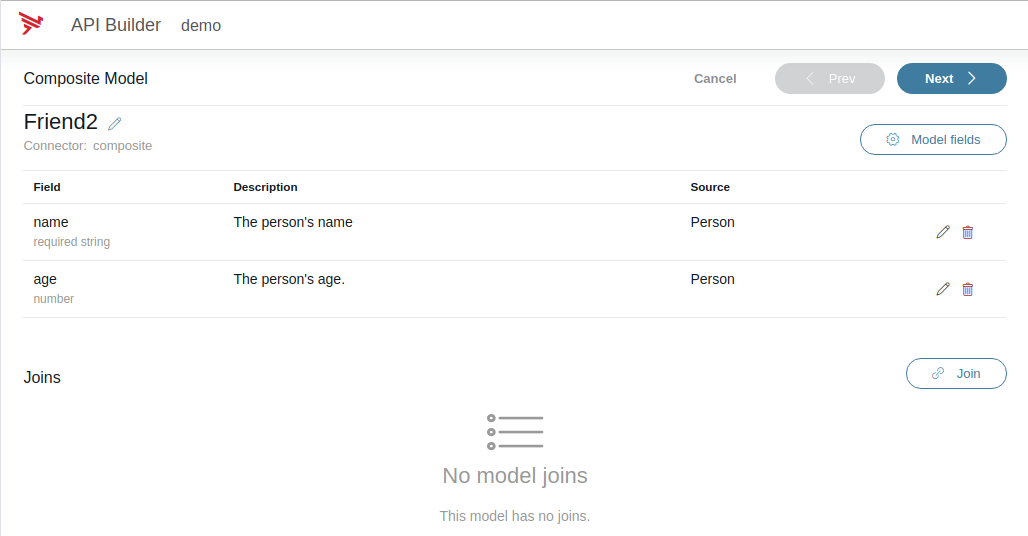 API Builder demo
Composite Model Cancel Prev Next
Friend2
Connector: composite Model fields
Field Description Source
name The person's name Person
required string
age The person's age. Person
number
Joins Join
No model joins
This model has no joins.